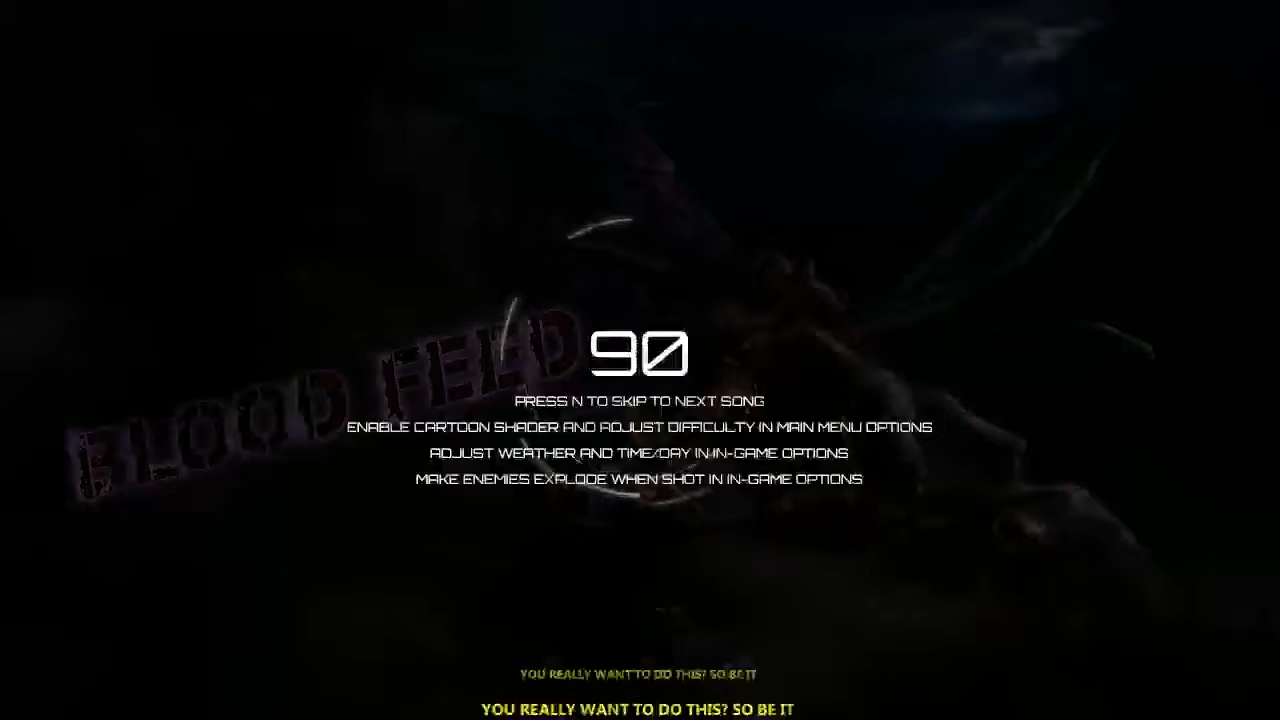 BLOOD FEED
90
PRESS N TO SKIP TO NEXT SONG
ENABLE CARTOON SHADER AND ADJUST DIFFICULTY IN MAIN MENU OPTIONS
ADJUST WEATHER AND TIME/DAY IN IN-GAME OPTIONS
MAKE ENEMIES EXPLODE WHEN SHOT IN IN-GAME OPTIONS
YOU REALLY WANT TO DO THIS? SO BE IT
YOU REALLY WANT TO DO THIS? SO BE IT